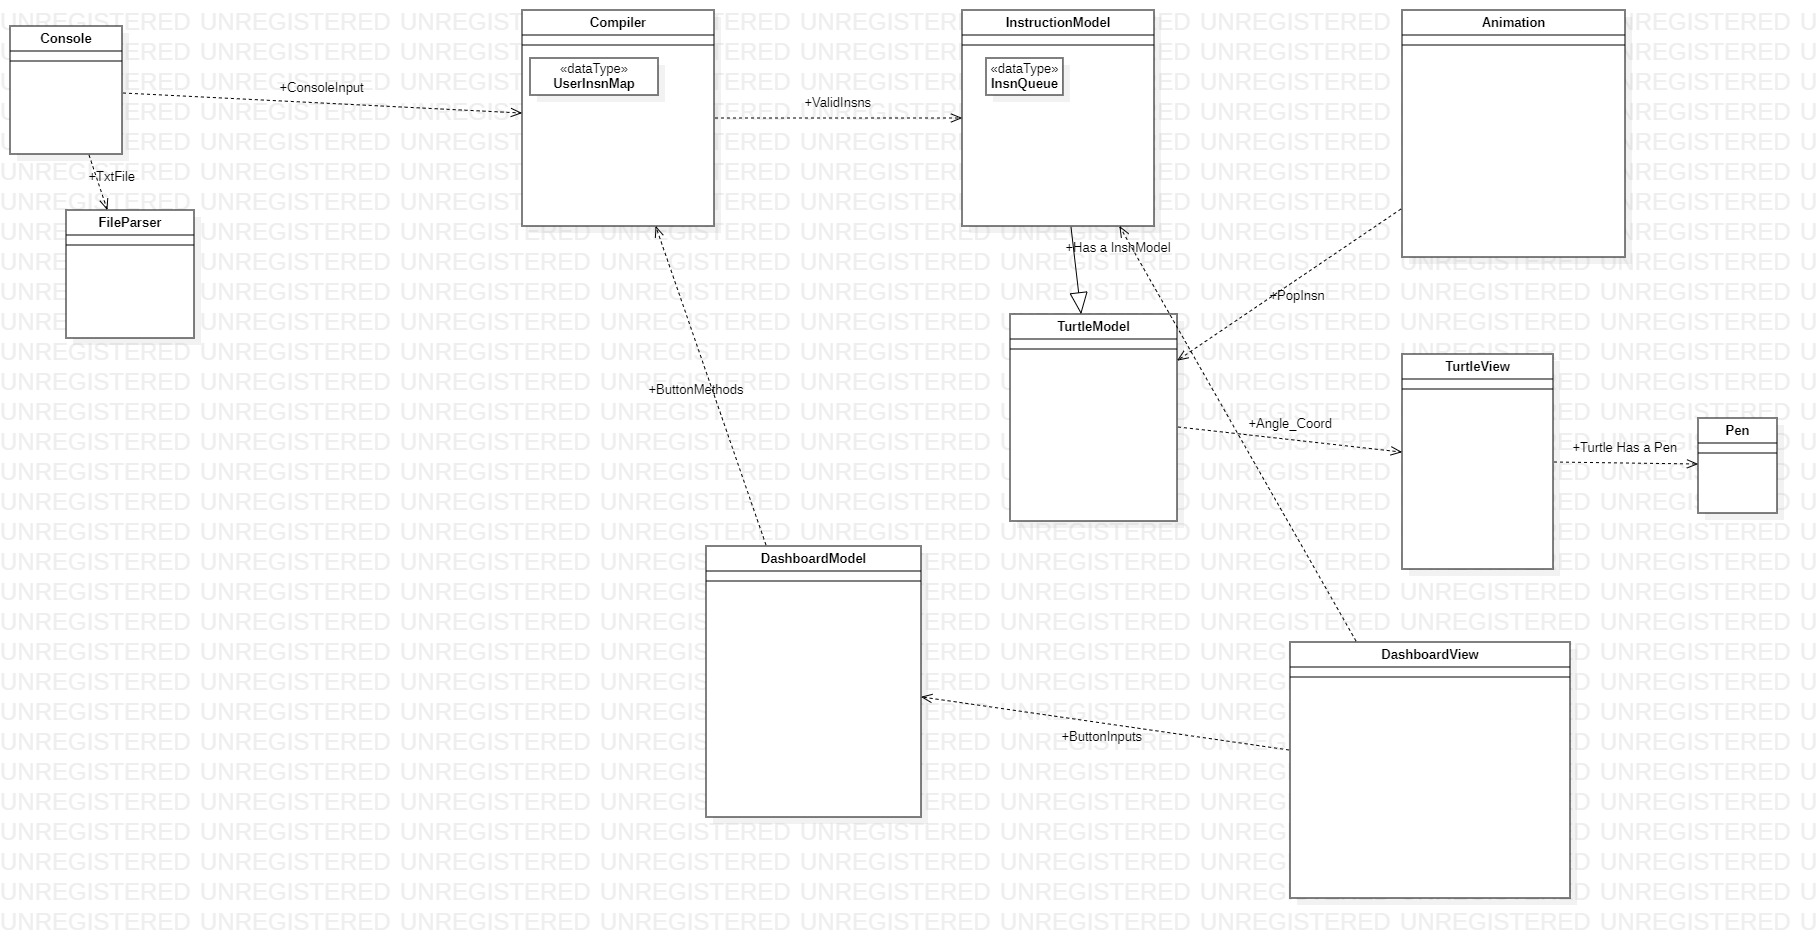 Console
Compiler
InstructionModel
Animation
«dataType»
UserInsnMap
«dataType»
InsnQueue
+ConsoleInput
+ValidInsns
+TxtFile
FileParser
+Has a InsnModel
+PopInsn
TurtleModel
TurtleView
+ButtonMethods
+Angle_Coord
+Turtle Has a Pen
Pen
DashboardModel
DashboardView
+ButtonInputs
UNREGISTERED